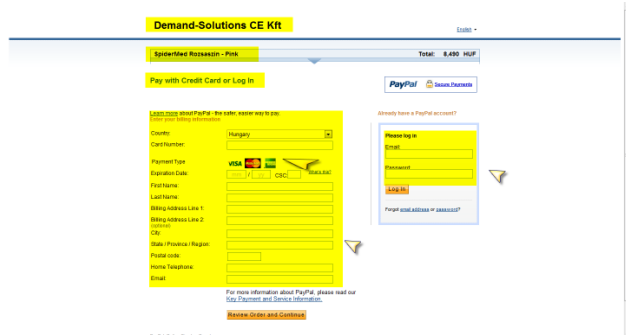 Demand-Solutions CE Kft
English
SpiderMed Rozsaszin - Pink
Total: 8,490 HUF
Pay with Credit Card or Log In
PayPal Secure Payments
Learn more about PayPal - the safer, easier way to pay.
Enter your billing information
Country:
Hungary
Card Number:
Payment Type
VISA
Expiration Date:
/
CSC:
What's this?
First Name:
Last Name:
Billing Address Line 1:
Billing Address Line 2:
(optional)
City:
State / Province / Region:
Postal code:
Home Telephone:
Email:
For more information about PayPal, please read our
Key Payment and Service Information.
Review Order and Continue
Already have a PayPal account?
Please log in
Email:
Password:
Log In
Forgot email address or password?